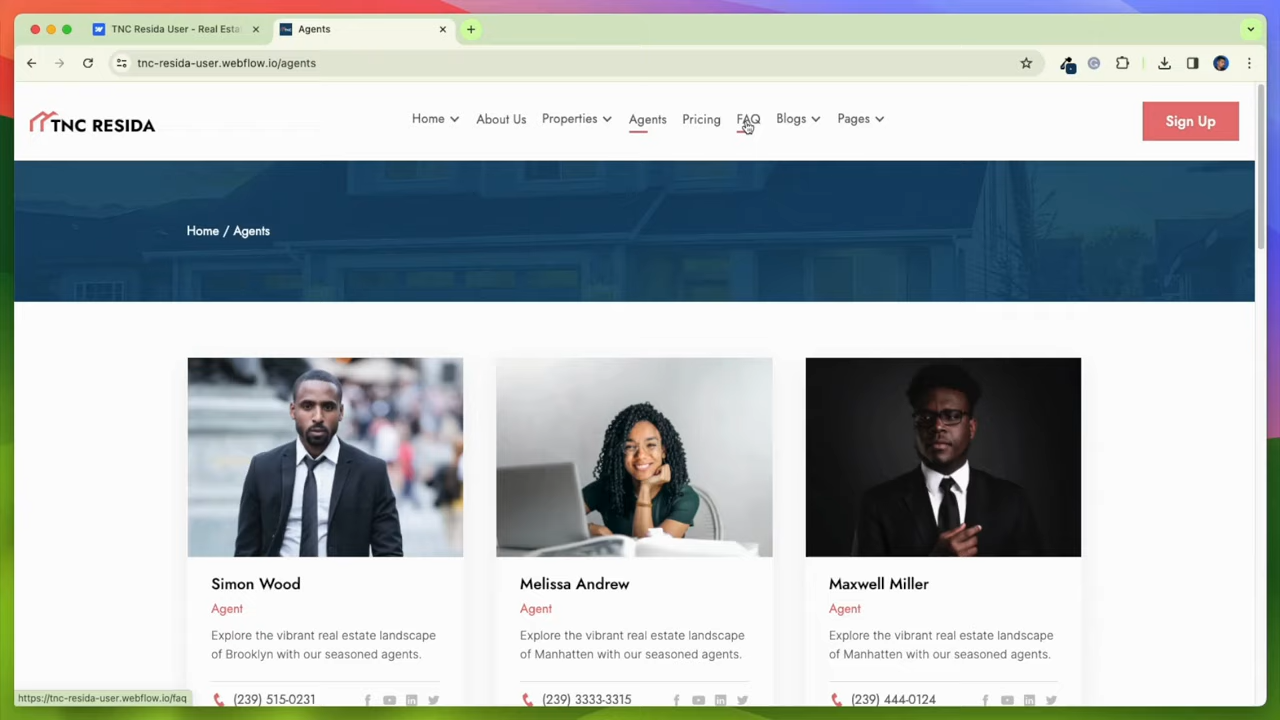 TNC Resida User - Real Esta
Agents
tnc-resida-user.webflow.io/agents
TNC RESIDA
Home
About Us
Properties
Agents
Pricing
FAQ
Blogs
Pages
Sign Up
Home / Agents
Simon Wood
Agent
Explore the vibrant real estate landscape
of Brooklyn with our seasoned agents.
(239) 515-0231
Melissa Andrew
Agent
Explore the vibrant real estate landscape
of Manhatten with our seasoned agents.
(239) 3333-3315
Maxwell Miller
Agent
Explore the vibrant real estate landscape
of Manhatten with our seasoned agents.
(239) 444-0124
https://tnc-resida-user.webflow.io/faq